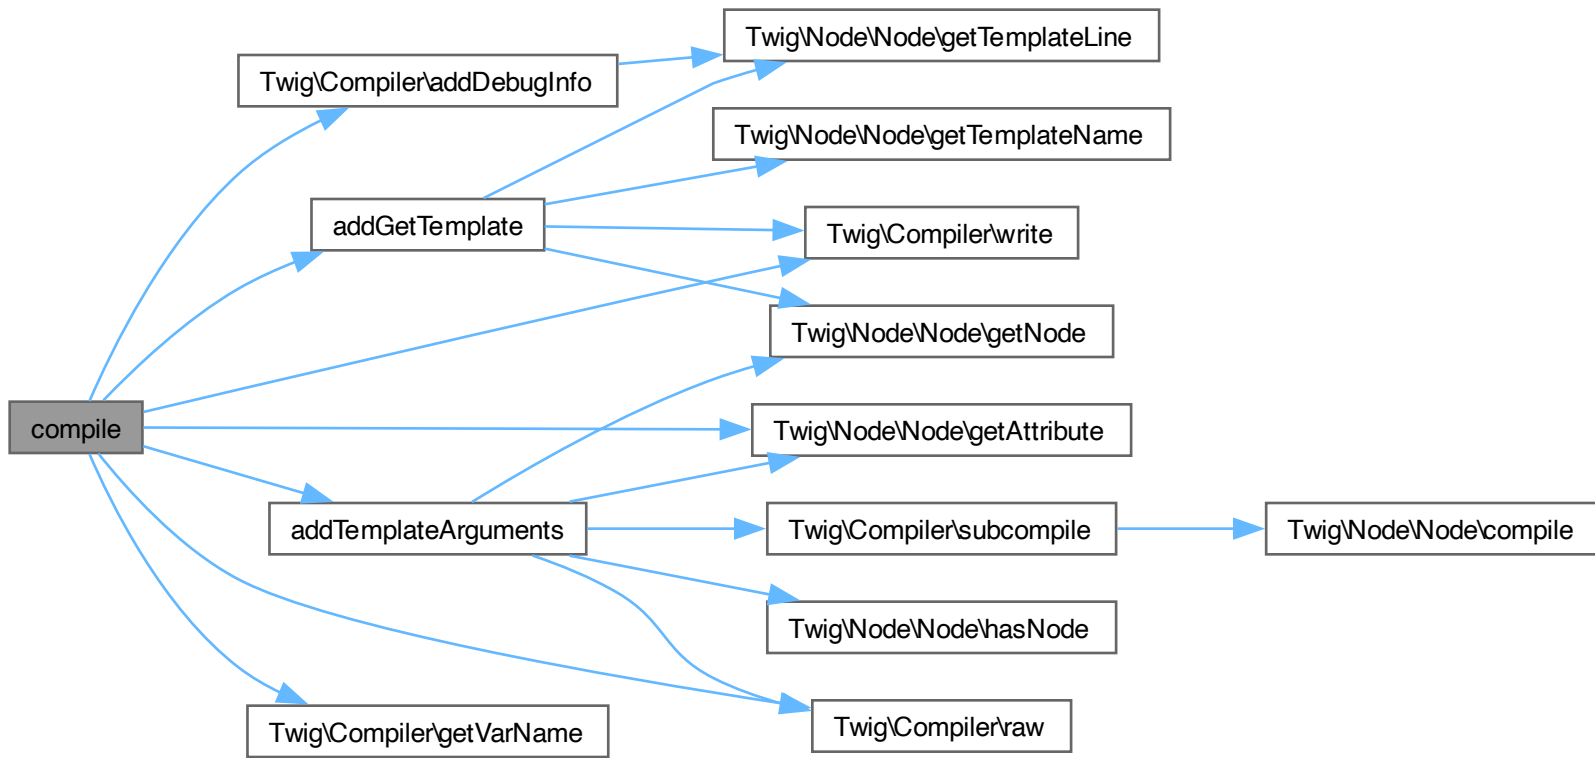 Twig\Node\Node\getTemplateLine
Twig\Compiler\addDebugInfo
Twig\Node\Node\getTemplateName
addGetTemplate
Twig\Compiler\write
Twig\Node\Node\getNode
compile
Twig\Node\Node\getAttribute
addTemplateArguments
Twig\Compiler\subcompile
Twig\Node\Node\compile
Twig\Node\Node\hasNode
Twig\Compiler\getVarName
Twig\Compiler\raw